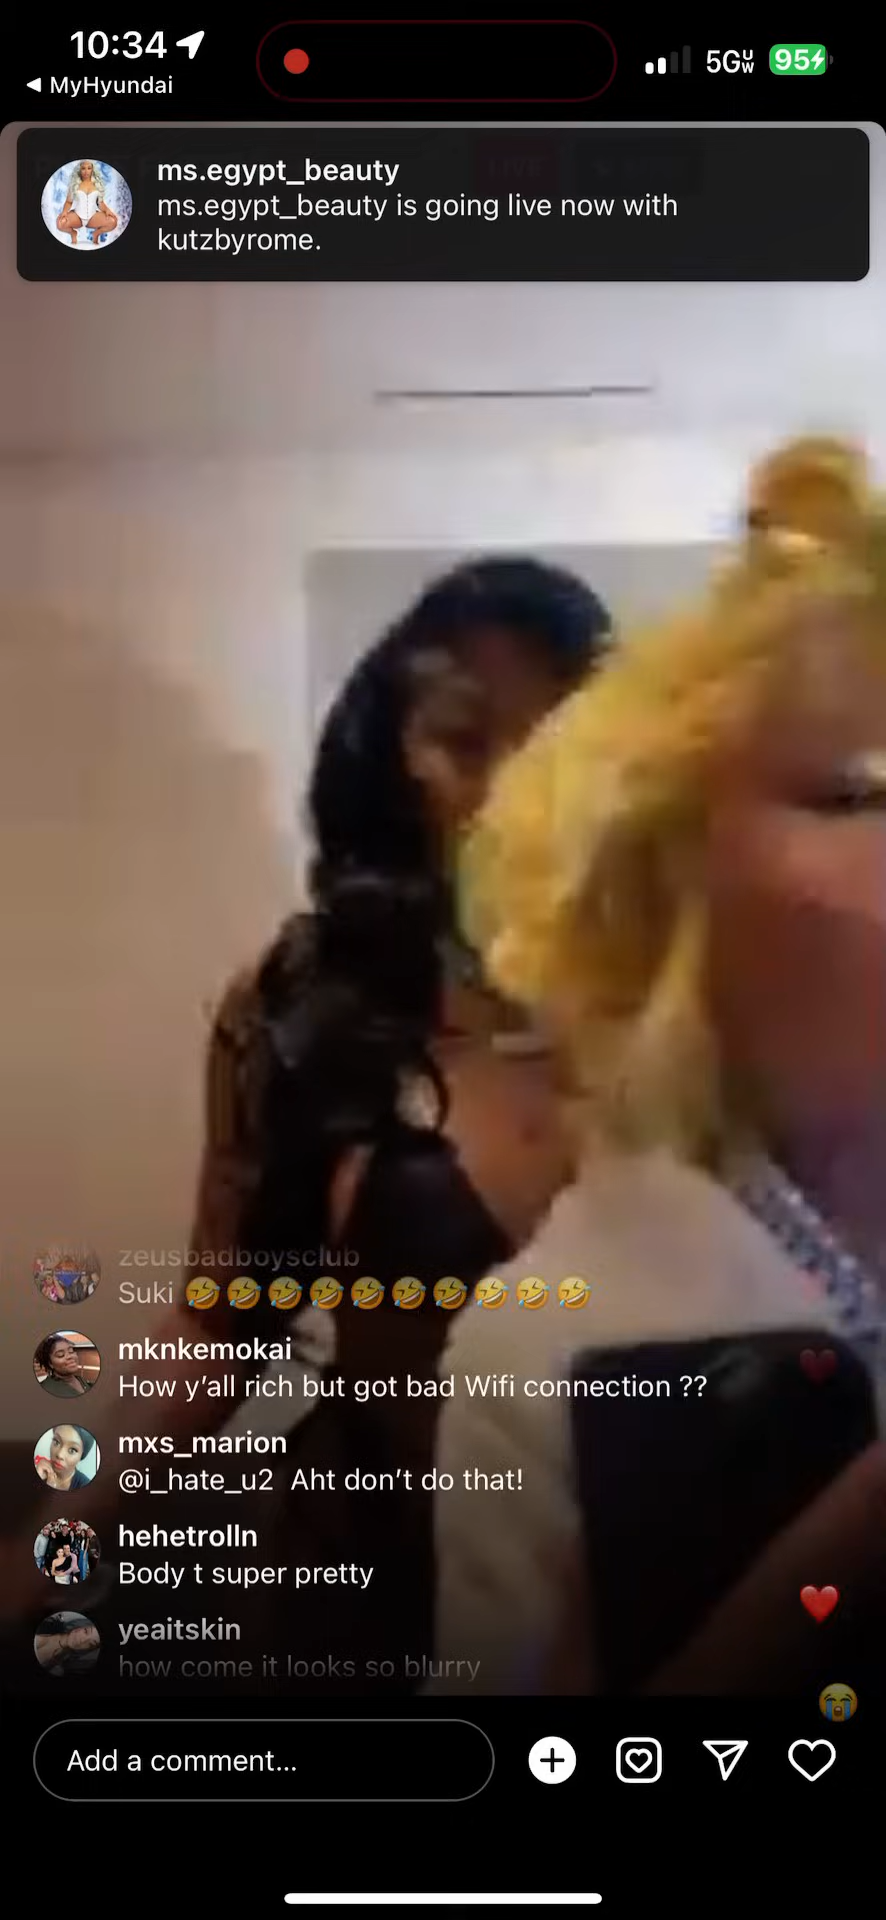 10:34
5GUW
95
◀ MyHyundai
ms.egypt_beauty
ms.egypt_beauty is going live now with
kutzbyrome.
LIVE
zeusbadboysclub
Suki 🤣🤣🤣🤣🤣🤣🤣🤣🤣🤣
mknkemokai
How y’all rich but got bad Wifi connection ??
mxs_marion
@i_hate_u2 Aht don’t do that!
hehetrolln
Body t super pretty
yeaitskin
how come it looks so blurry
Add a comment...